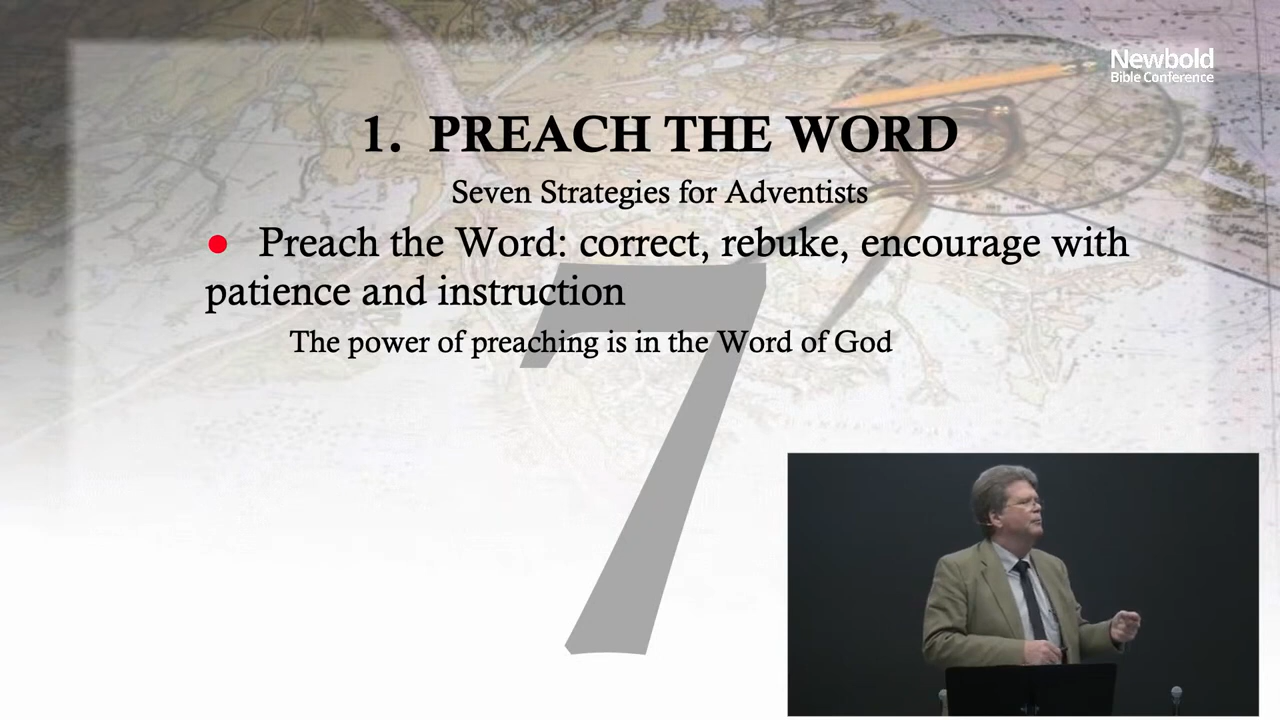 Newbold
Bible Conference
1. PREACH THE WORD
Seven Strategies for Adventists
● Preach the Word: correct, rebuke, encourage with
patience and instruction
The power of preaching is in the Word of God
7